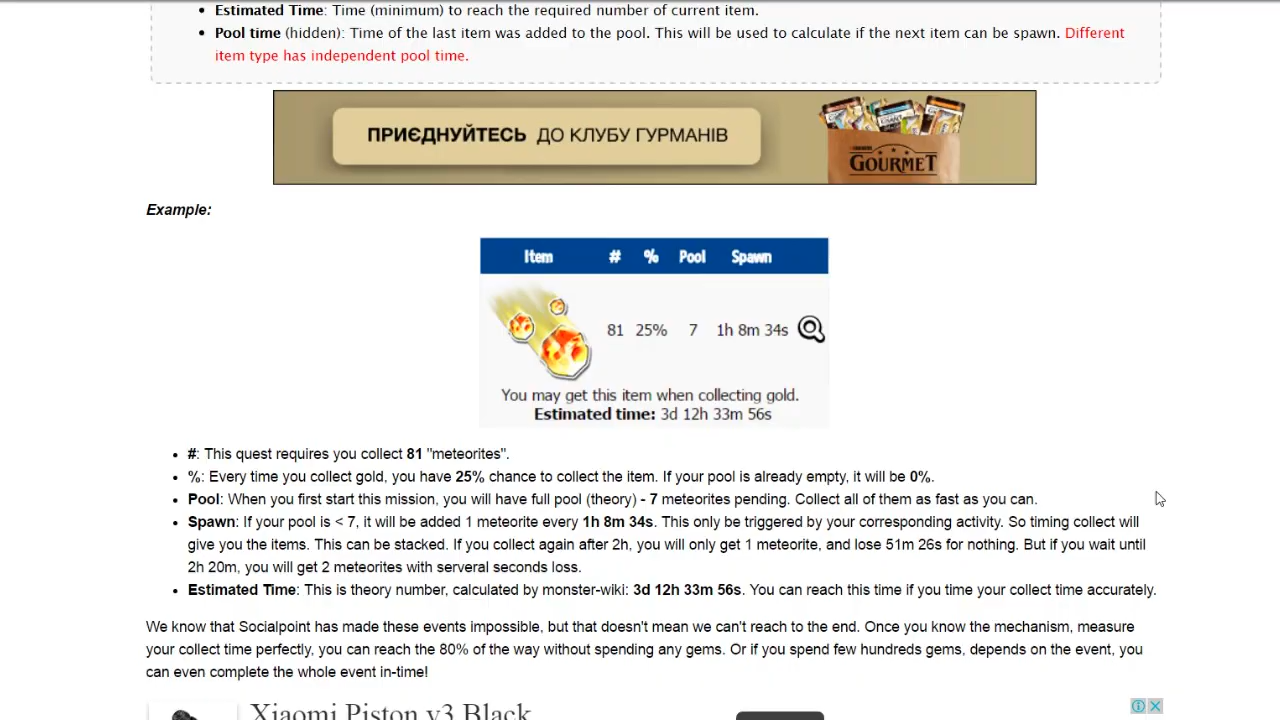 • Estimated Time: Time (minimum) to reach the required number of current item.
• Pool time (hidden): Time of the last item was added to the pool. This will be used to calculate if the next item can be spawn. Different
item type has independent pool time.
ПРИЄДНУЙТЕСЬ ДО КЛУБУ ГУРМАНІВ
GOURMET
Example:
Item # % Pool Spawn
81 25% 7 1h 8m 34s
You may get this item when collecting gold.
Estimated time: 3d 12h 33m 56s
• #: This quest requires you collect 81 "meteorites".
• %: Every time you collect gold, you have 25% chance to collect the item. If your pool is already empty, it will be 0%.
• Pool: When you first start this mission, you will have full pool (theory) - 7 meteorites pending. Collect all of them as fast as you can.
• Spawn: If your pool is < 7, it will be added 1 meteorite every 1h 8m 34s. This only be triggered by your corresponding activity. So timing collect will
give you the items. This can be stacked. If you collect again after 2h, you will only get 1 meteorite, and lose 51m 26s for nothing. But if you wait until
2h 20m, you will get 2 meteorites with serveral seconds loss.
• Estimated Time: This is theory number, calculated by monster-wiki: 3d 12h 33m 56s. You can reach this time if you time your collect time accurately.
We know that Socialpoint has made these events impossible, but that doesn't mean we can't reach to the end. Once you know the mechanism, measure
your collect time perfectly, you can reach the 80% of the way without spending any gems. Or if you spend few hundreds gems, depends on the event, you
can even complete the whole event in-time!
Xiaomi Piston v3 Black